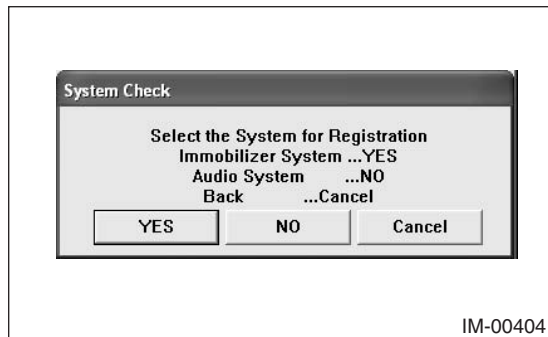 System Check
Select the System for Registration
Immobilizer System ...YES
Audio System ...NO
Back ...Cancel
YES NO Cancel
IM-00404